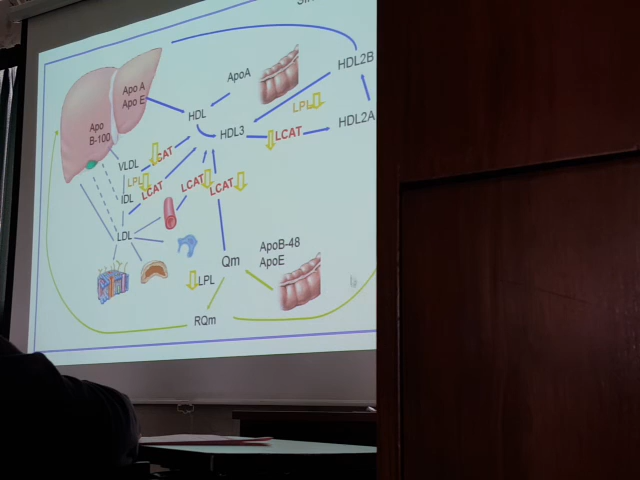 HDL2B
ApoA
Apo A
Apo E
LPL
HDL
HDL2A
HDL3
LCAT
Apo
B-100
VLDL
LCAT
LPL
LCAT
LCAT
LCAT
IDL
LDL
ApoB-48
ApoE
Qm
LPL
RQm